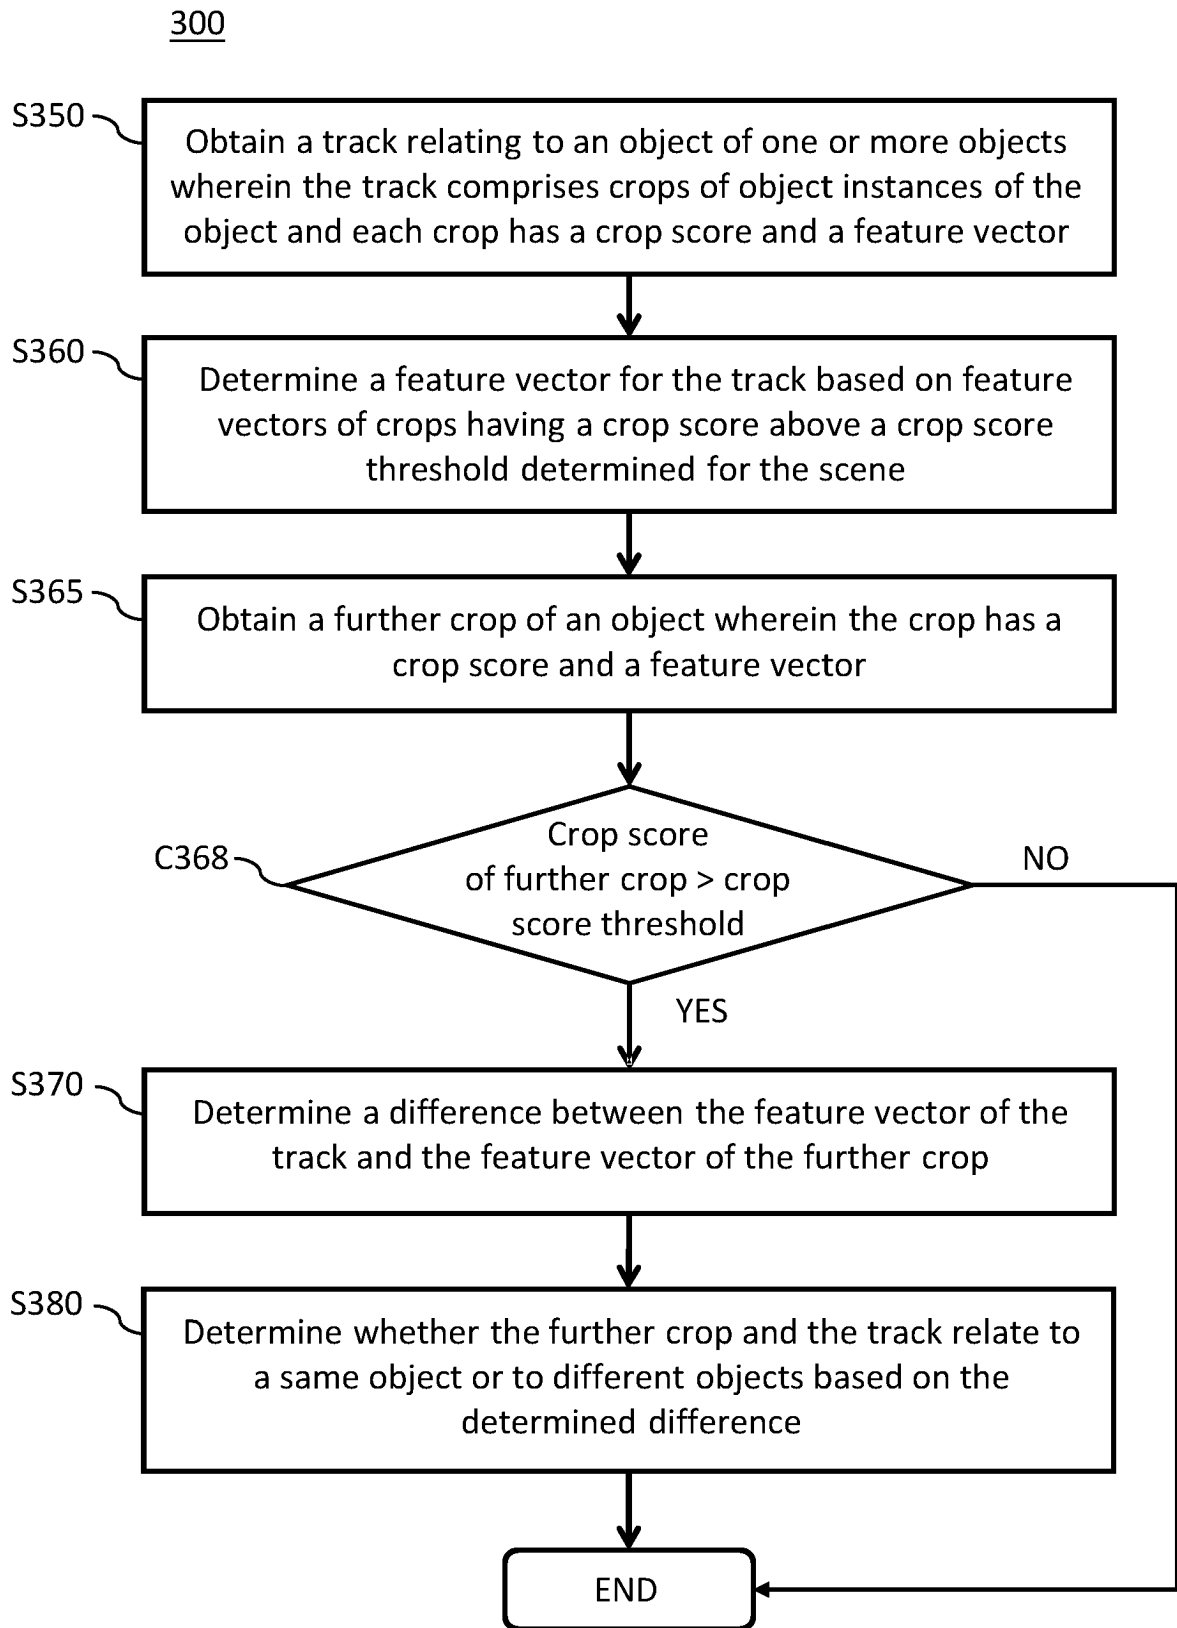 300
S350
Obtain a track relating to an object of one or more objects
wherein the track comprises crops of object instances of the
object and each crop has a crop score and a feature vector
S360
Determine a feature vector for the track based on feature
vectors of crops having a crop score above a crop score
threshold determined for the scene
S365
Obtain a further crop of an object wherein the crop has a
crop score and a feature vector
C368
Crop score
of further crop > crop
score threshold
NO
YES
S370
Determine a difference between the feature vector of the
track and the feature vector of the further crop
S380
Determine whether the further crop and the track relate to
a same object or to different objects based on the
determined difference
END